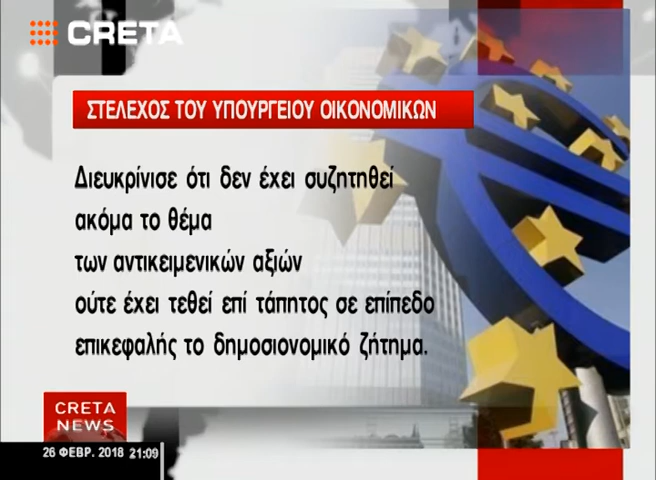 CRETA
ΣΤΕΛΕΧΟΣ ΤΟΥ ΥΠΟΥΡΓΕΙΟΥ ΟΙΚΟΝΟΜΙΚΩΝ
Διευκρίνισε ότι δεν έχει συζητηθεί
ακόμα το θέμα
των αντικειμενικών αξιών
ούτε έχει τεθεί επί τάπητος σε επίπεδο
επικεφαλής το δημοσιονομικό ζήτημα.
CRETA
NEWS
26 ΦΕΒΡ. 2018 21:09